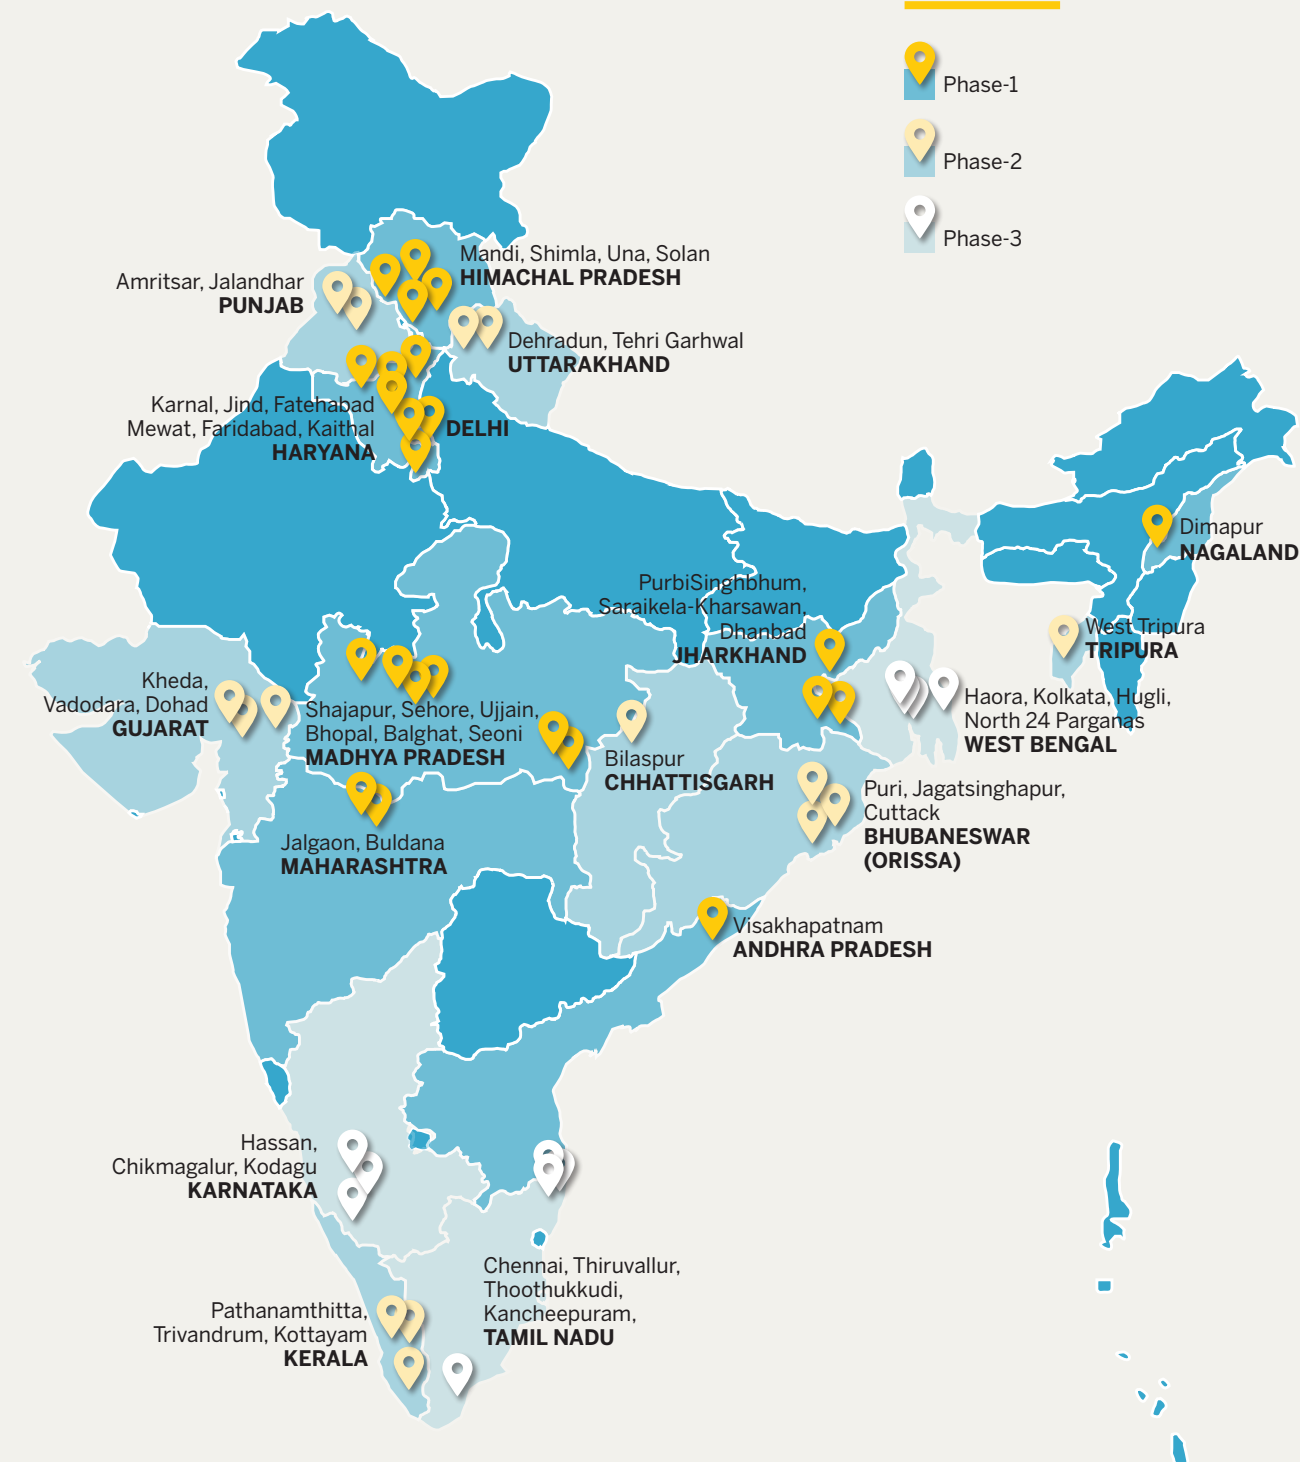 Phase-1
Phase-2
Phase-3
Mandi, Shimla, Una, Solan
HIMACHAL PRADESH
Amritsar, Jalandhar
PUNJAB
Dehradun, Tehri Garhwal
UTTARAKHAND
Karnal, Jind, Fatehabad
Mewat, Faridabad, Kaithal
HARYANA
DELHI
Dimapur
NAGALAND
PurbiSinghbhum,
Saraikela-Kharsawan,
Dhanbad
JHARKHAND
West Tripura
TRIPURA
Kheda,
Vadodara, Dohad
GUJARAT
Shajapur, Sehore, Ujjain,
Bhopal, Balghat, Seoni
MADHYA PRADESH
Haora, Kolkata, Hugli,
North 24 Parganas
WEST BENGAL
Bilaspur
CHHATTISGARH
Puri, Jagatsinghapur,
Cuttack
BHUBANESWAR
(ORISSA)
Jalgaon, Buldana
MAHARASHTRA
Visakhapatnam
ANDHRA PRADESH
Hassan,
Chikmagalur, Kodagu
KARNATAKA
Chennai, Thiruvallur,
Thoothukkudi,
Kancheepuram,
TAMIL NADU
Pathanamthitta,
Trivandrum, Kottayam
KERALA